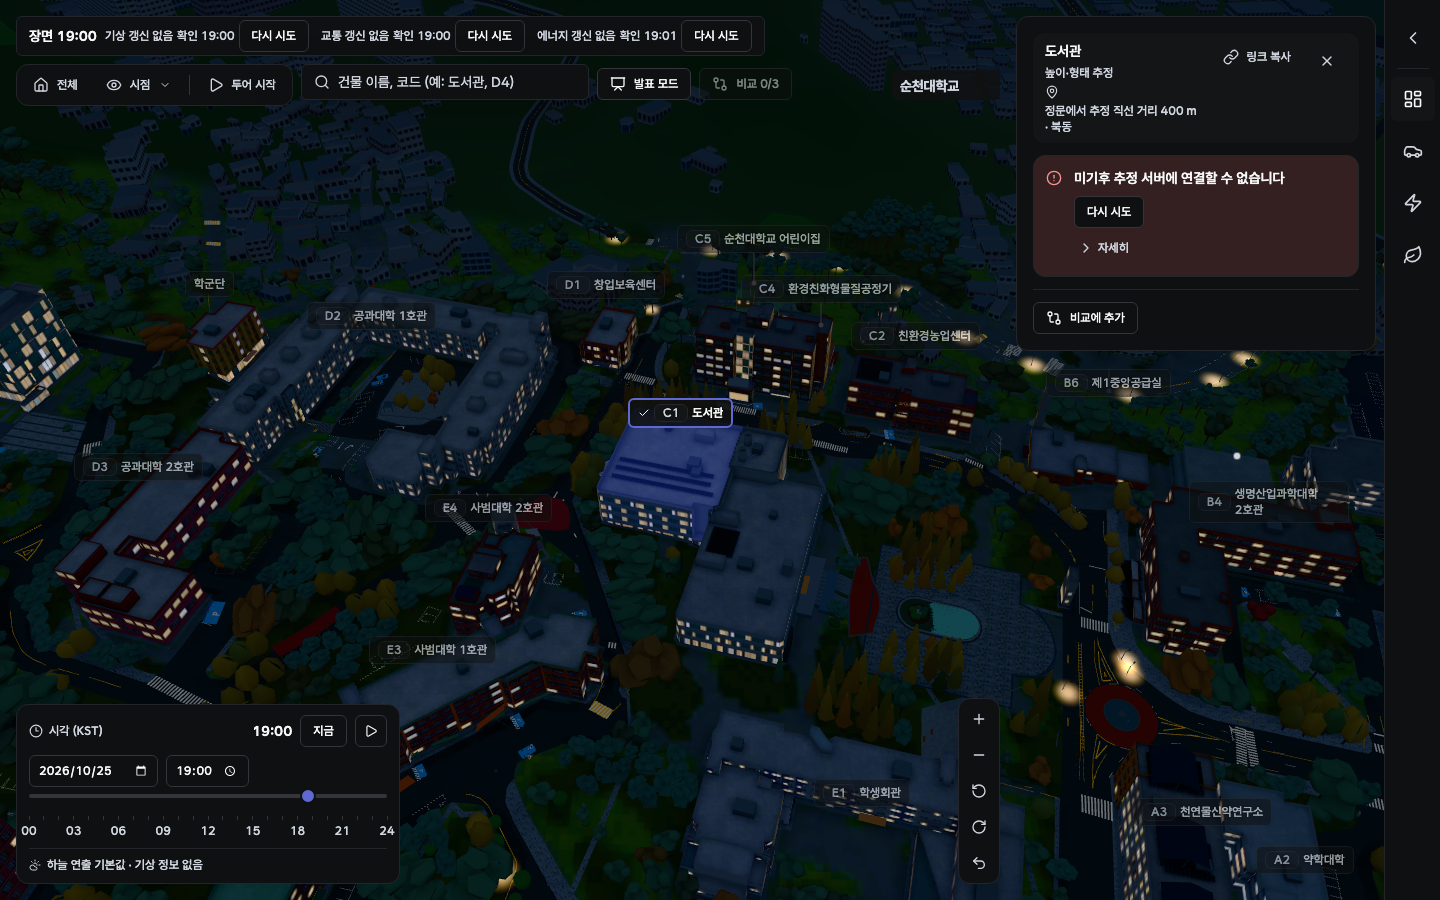 장면 19:00 기상 갱신 없음 확인 19:00 다시 시도 교통 갱신 없음 확인 19:00 다시 시도 에너지 갱신 없음 확인 19:01 다시 시도
전체 시점 투어 시작 건물 이름, 코드 (예: 도서관, D4) 발표 모드 비교 0/3
순천대학교
도서관
링크 복사
높이·형태 추정
정문에서 추정 직선 거리 400 m
· 북동
미기후 추정 서버에 연결할 수 없습니다
다시 시도
자세히
비교에 추가
C5 순천대학교 어린이집
학군단
D1 창업보육센터
C4 환경친화형물질공정기
D2 공과대학 1호관
C2 친환경농업센터
B6 제1중앙공급실
C1 도서관
D3 공과대학 2호관
B4 생명산업과학대학
2호관
E4 사범대학 2호관
E3 사범대학 1호관
E1 학생회관
A3 천연물신약연구소
A2 약학대학
시각 (KST) 19:00 지금
2026/10/25 19:00
00 03 06 09 12 15 18 21 24
하늘 연출 기본값 · 기상 정보 없음